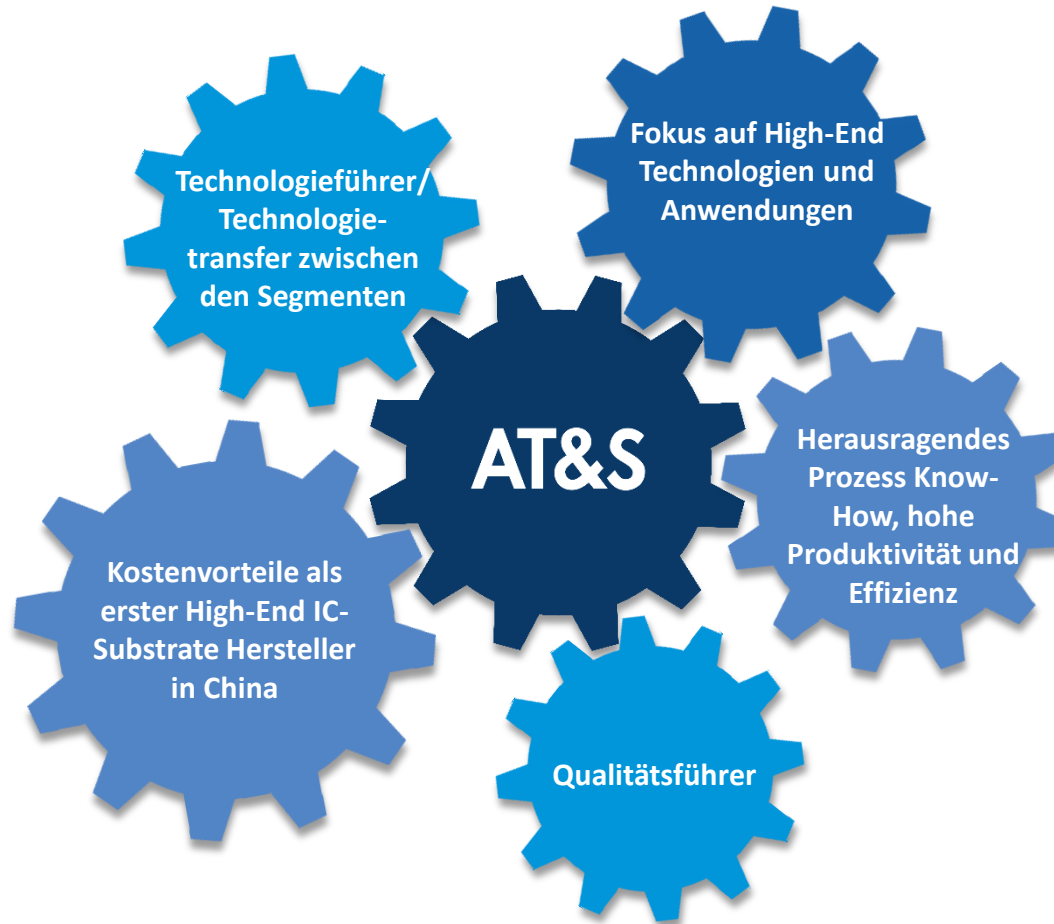 Technologieführer/
Technologie-
transfer zwischen
den Segmenten
Fokus auf High-End
Technologien und
Anwendungen
AT&S
Herausragendes
Prozess Know-
How, hohe
Produktivität und
Effizienz
Kostenvorteile als
erster High-End IC-
Substrate Hersteller
in China
Qualitätsführer